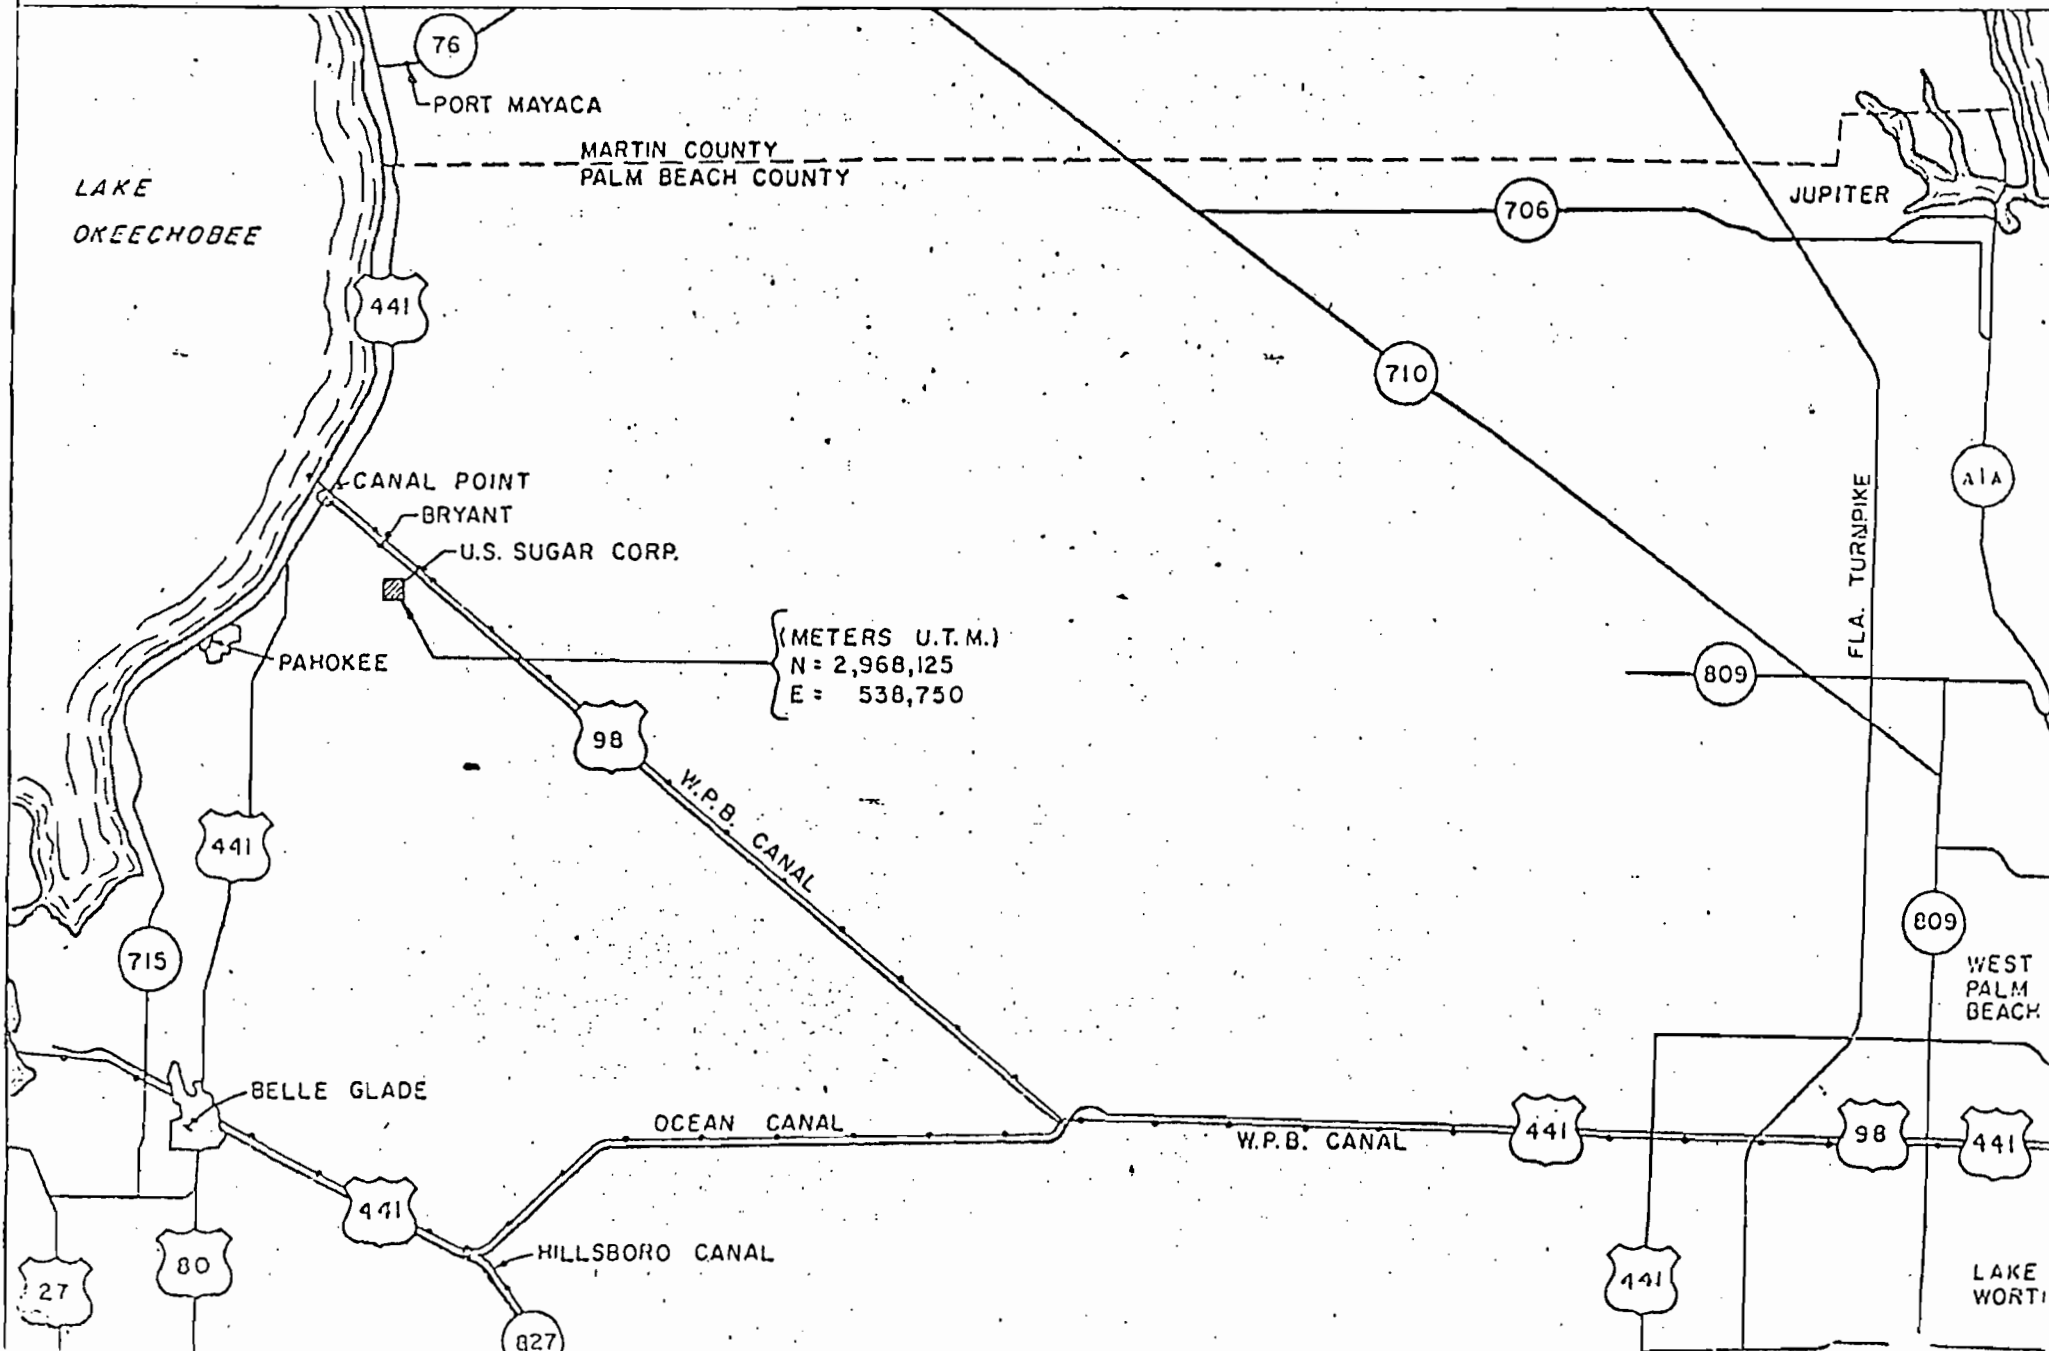 76
PORT MAYACA
MARTIN COUNTY
PALM BEACH COUNTY
LAKE
OKEECHOBEE
JUPITER
706
441
710
CANAL POINT
BRYANT
U.S. SUGAR CORP.
A1A
FLA. TURNPIKE
(METERS U.T.M.)
N = 2,968,125
E = 538,750
PAHOKEE
809
98
W.P.B. CANAL
441
809
715
WEST
PALM
BEACH
BELLE GLADE
OCEAN CANAL
W.P.B. CANAL
441
98
441
441
HILLSBORO CANAL
80
27
441
LAKE
WORTH
827